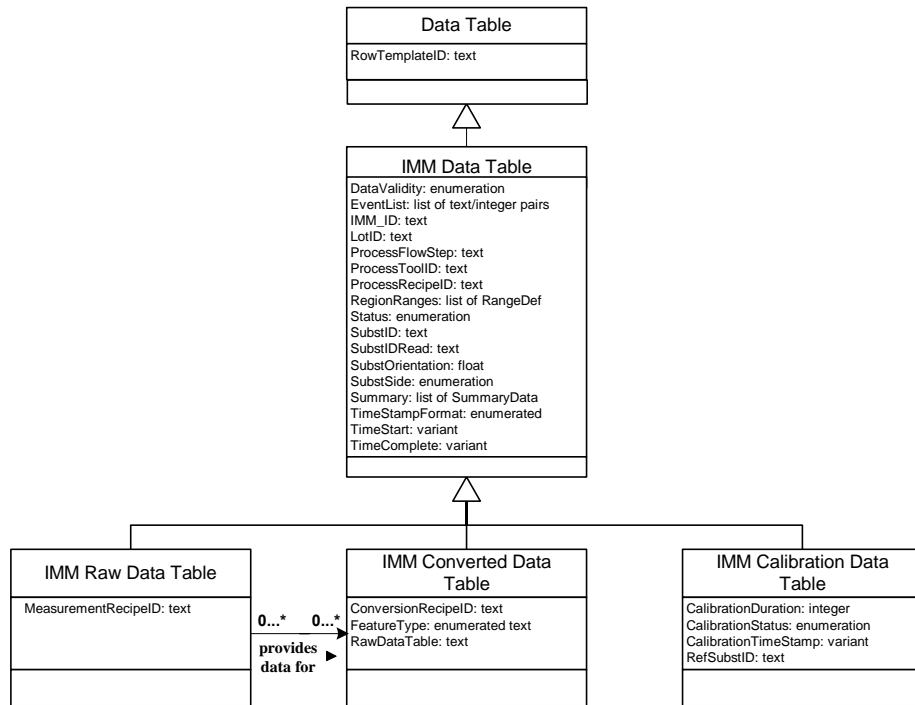 Data Table
RowTemplateID: text
IMM Data Table
DataValidity: enumeration
EventList: list of text/integer pairs
IMM_ID: text
LotID: text
ProcessFlowStep: text
ProcessToolID: text
ProcessRecipeID: text
RegionRanges: list of RangeDef
Status: enumeration
SubstID: text
SubstIDRead: text
SubstOrientation: float
SubstSide: enumeration
Summary: list of SummaryData
TimeStampFormat: enumerated
TimeStart: variant
TimeComplete: variant
IMM Raw Data Table
MeasurementRecipeID: text
0...* 0...*
provides
data for
IMM Converted Data
Table
ConversionRecipeID: text
FeatureType: enumerated text
RawDataTable: text
IMM Calibration Data
Table
CalibrationDuration: integer
CalibrationStatus: enumeration
CalibrationTimeStamp: variant
RefSubstID: text